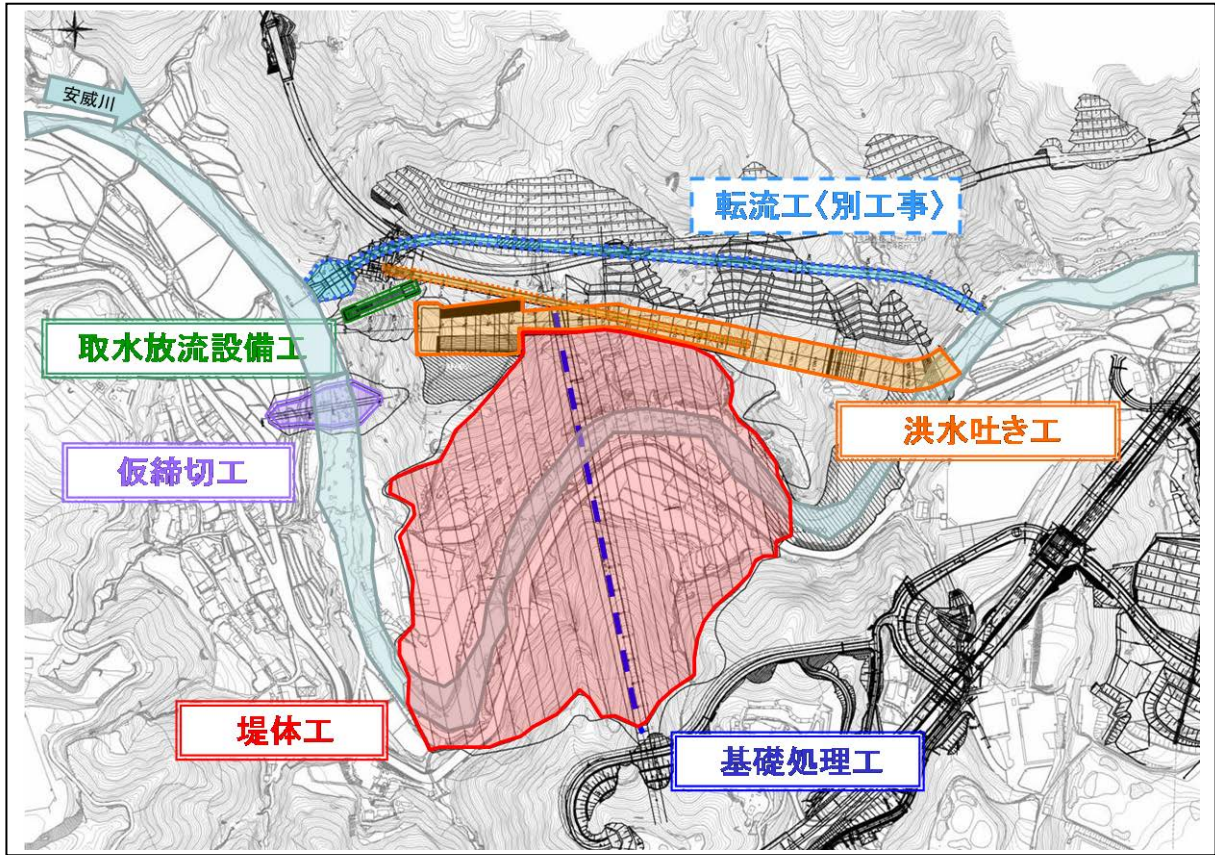 安威川
転流工〈別工事〉
取水放流設備工
洪水吐き工
仮締切工
堤体工
基礎処理工